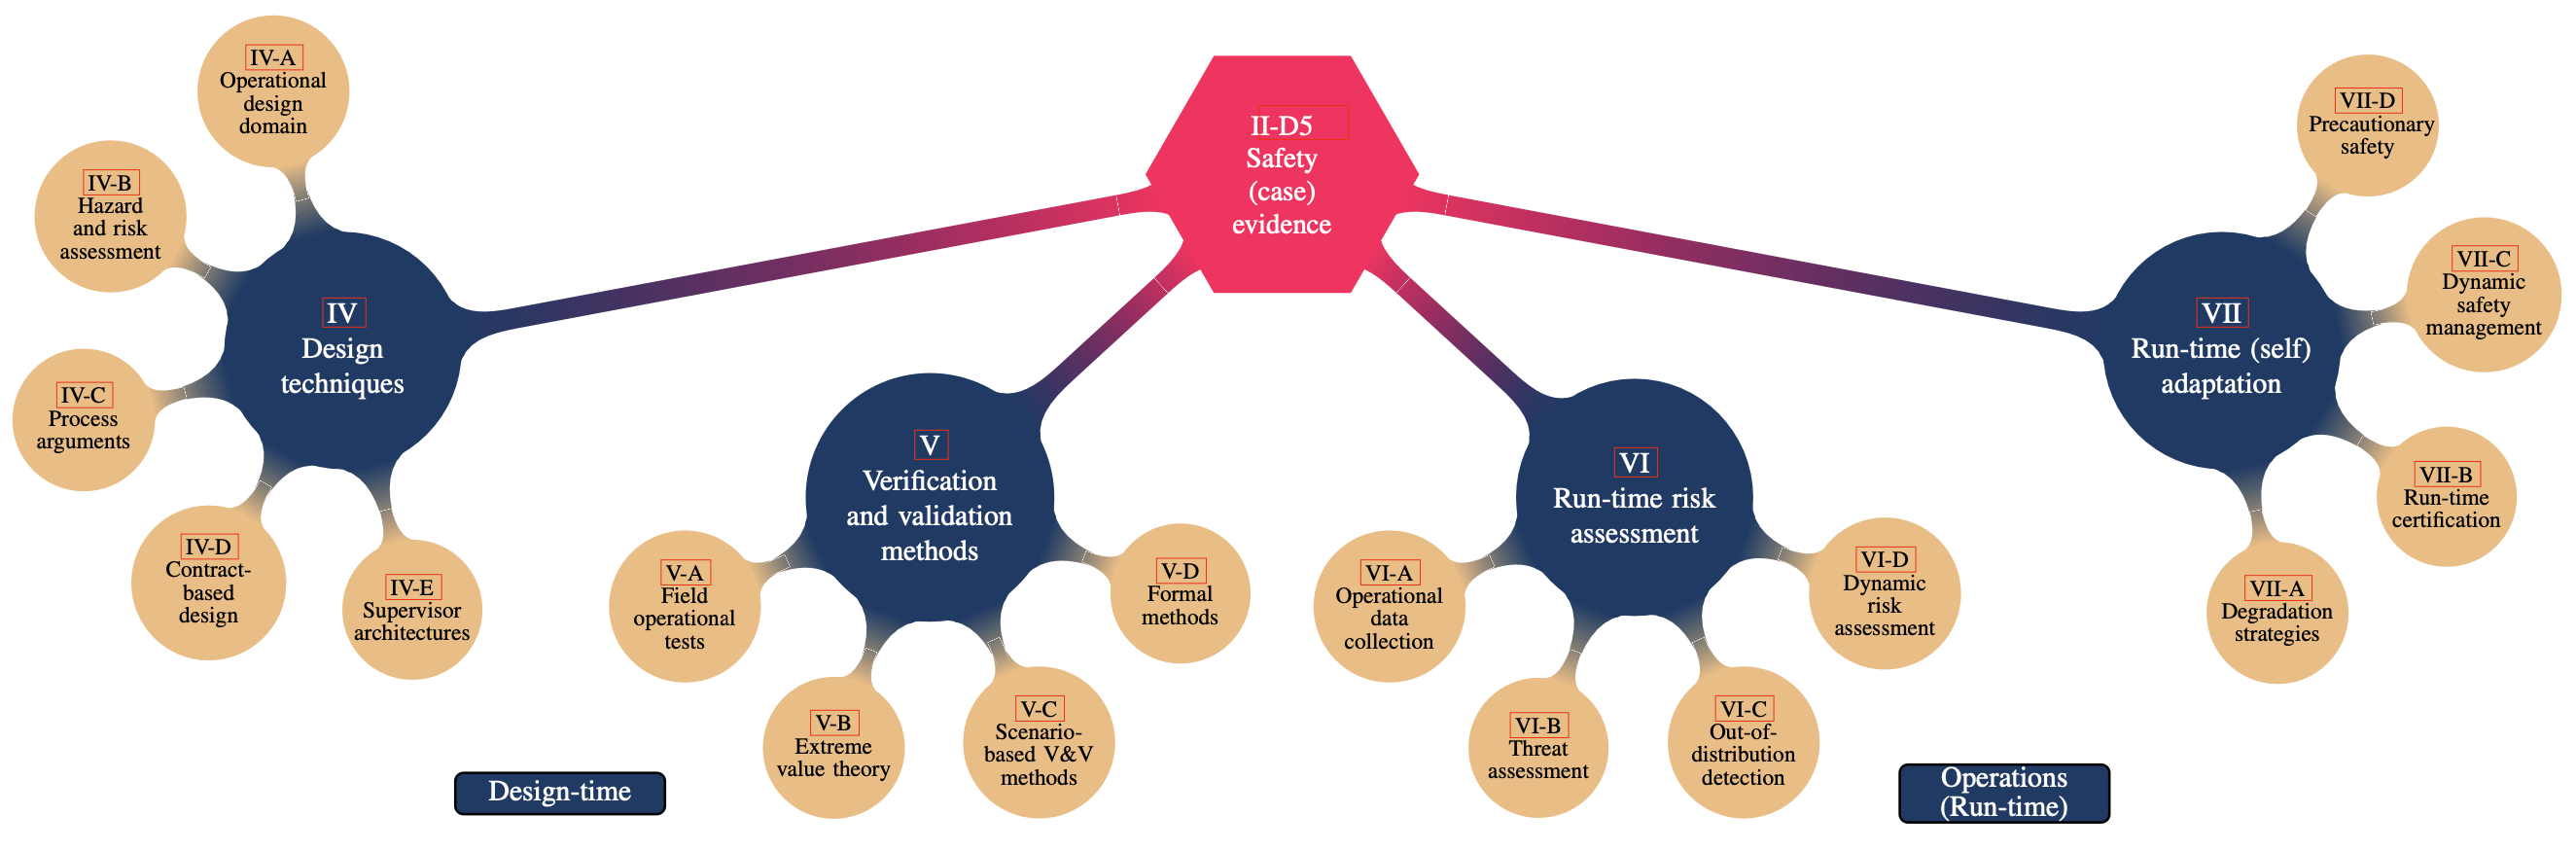 II-D5
Safety
(case)
evidence
IV
Design
techniques
IV-A
Operational
design
domain
IV-B
Hazard
and risk
assessment
IV-C
Process
arguments
IV-D
Contract-
based
design
IV-E
Supervisor
architectures
V
Verification
and validation
methods
V-A
Field
operational
tests
V-B
Extreme
value theory
V-C
Scenario-
based V&V
methods
V-D
Formal
methods
VI
Run-time risk
assessment
VI-A
Operational
data
collection
VI-B
Threat
assessment
VI-C
Out-of-
distribution
detection
VI-D
Dynamic
risk
assessment
VII
Run-time (self)
adaptation
VII-D
Precautionary
safety
VII-C
Dynamic
safety
management
VII-B
Run-time
certification
VII-A
Degradation
strategies
Design-time
Operations
(Run-time)